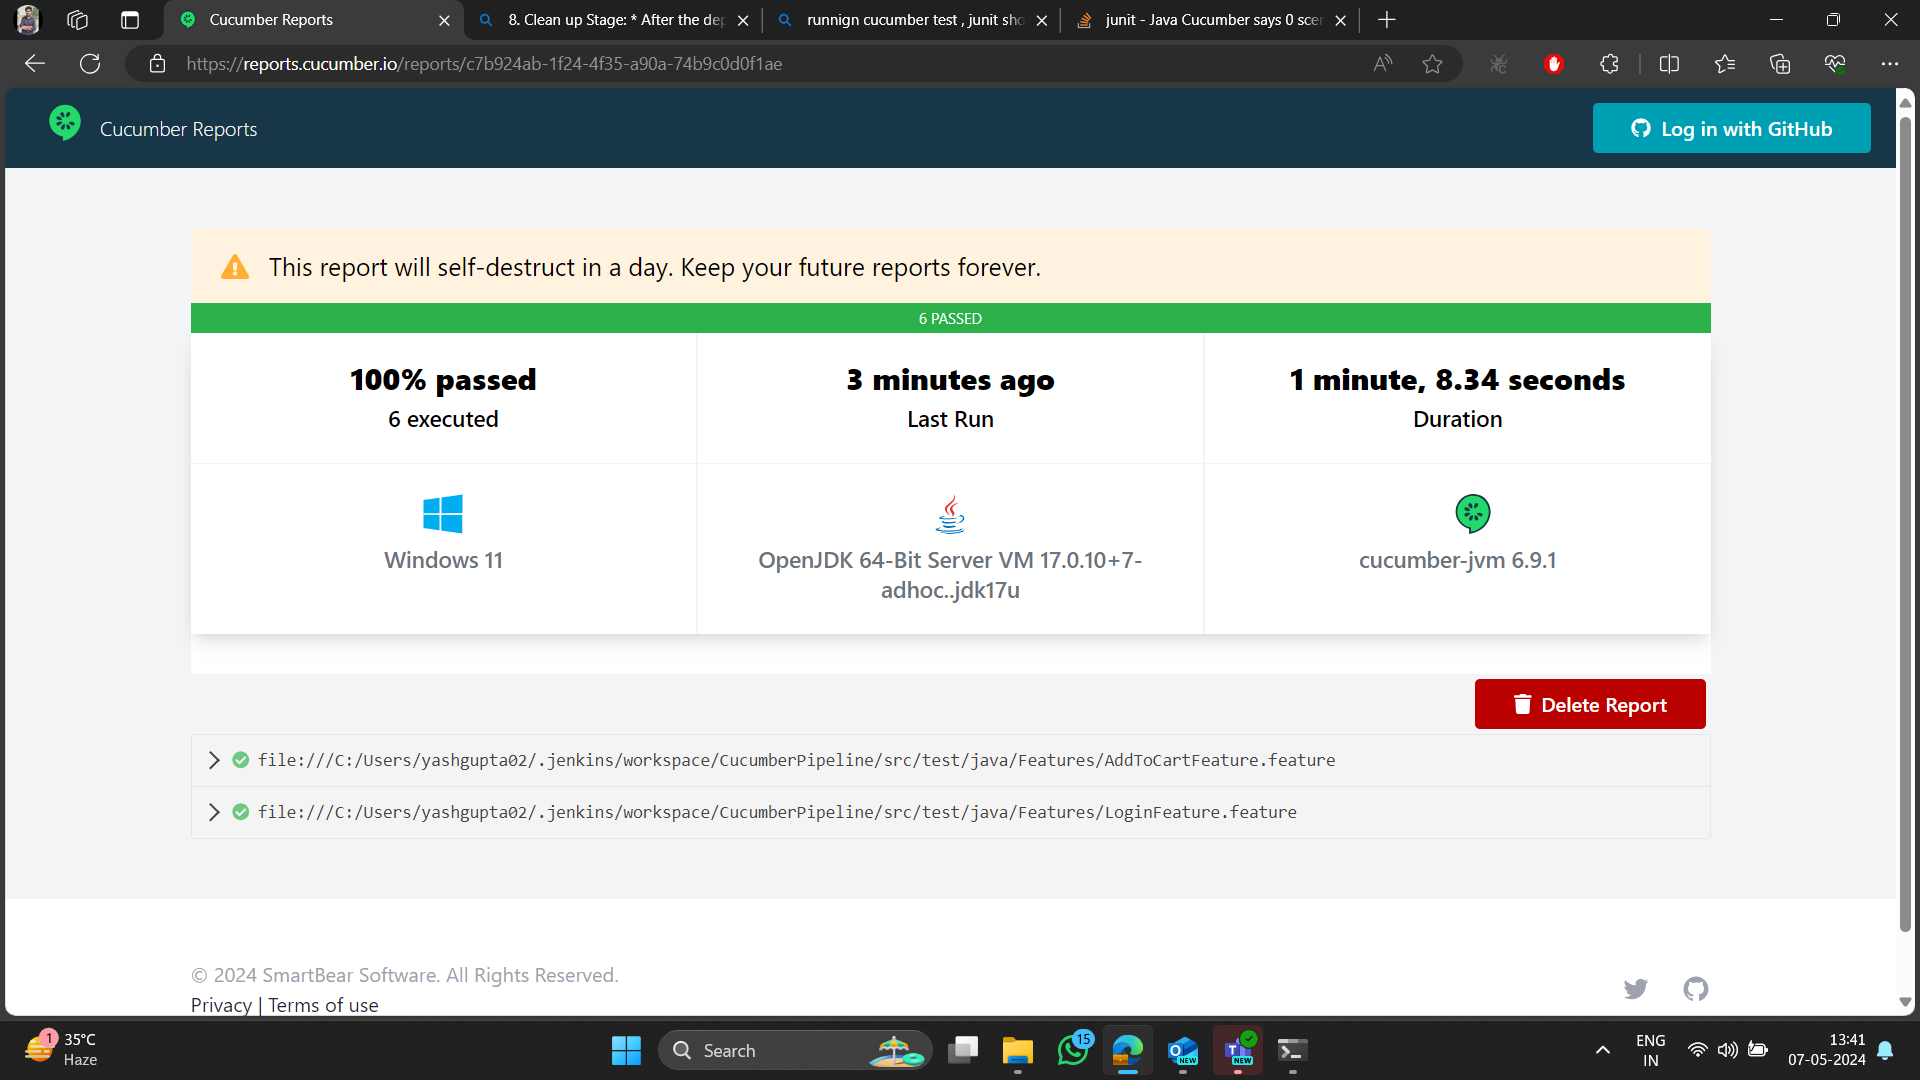 Cucumber Reports
8. Clean up Stage: * After the dep
runnign cucumber test , junit sho
junit - Java Cucumber says 0 scen
https://reports.cucumber.io/reports/c7b924ab-1f24-4f35-a90a-74b9c0d0f1ae
Cucumber Reports
Log in with GitHub
This report will self-destruct in a day. Keep your future reports forever.
6 PASSED
100% passed
6 executed
3 minutes ago
Last Run
1 minute, 8.34 seconds
Duration
Windows 11
OpenJDK 64-Bit Server VM 17.0.10+7-
adhoc..jdk17u
cucumber-jvm 6.9.1
Delete Report
file:///C:/Users/yashgupta02/.jenkins/workspace/CucumberPipeline/src/test/java/Features/AddToCartFeature.feature
file:///C:/Users/yashgupta02/.jenkins/workspace/CucumberPipeline/src/test/java/Features/LoginFeature.feature
© 2024 SmartBear Software. All Rights Reserved.
Privacy | Terms of use
1
35°C
Haze
Search
15
NEW
NEW
ENG
IN
13:41
07-05-2024